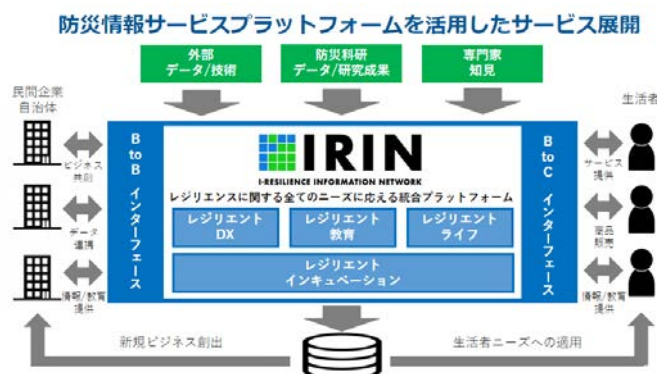 防災情報サービスプラットフォームを活用したサービス展開
外部
データ/技術
防災科研
データ/研究成果
専門家
知見
民間企業
自治体
生活者
BtoB インターフェース
IRIN
I-RESILIENCE INFORMATION NETWORK
レジリエンスに関する全てのニーズに応える統合プラットフォーム
レジリエント
DX
レジリエント
教育
レジリエント
ライフ
レジリエント
インキュベーション
BtoC インターフェース
ビジネス
共創
データ
連携
情報/教育
提供
サービス
提供
商品
販売
情報/教育
提供
新規ビジネス創出
生活者ニーズへの適用